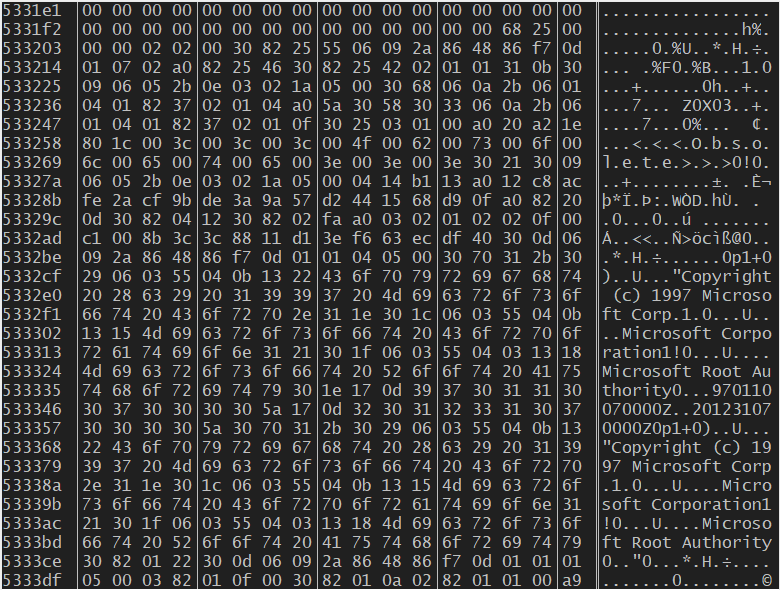 5331e1 00 00 00 00 00 00 00 00 00 00 00 00 00 00 00 00 00 .................
5331f2 00 00 00 00 00 00 00 00 00 00 00 00 00 00 68 25 00 ..............h%.
533203 00 00 02 02 00 30 82 25 55 06 09 2a 86 48 86 f7 0d .....0.%U..*.H.÷.
533214 01 07 02 a0 82 25 46 30 82 25 42 02 01 01 31 0b 30 ... .%F0.%B...1.0
533225 09 06 05 2b 0e 03 02 1a 05 00 30 68 06 0a 2b 06 01 ...+......0h..+..
533236 04 01 82 37 02 01 04 a0 5a 30 58 30 33 06 0a 2b 06 ...7... Z0X03..+.
533247 01 04 01 82 37 02 01 0f 30 25 03 01 00 a0 20 a2 1e ....7...0%...  ¢.
533258 80 1c 00 3c 00 3c 00 3c 00 4f 00 62 00 73 00 6f 00 ...<.<.<.O.b.s.o.
533269 6c 00 65 00 74 00 65 00 3e 00 3e 00 3e 30 21 30 09 l.e.t.e.>.>.>0!0.
53327a 06 05 2b 0e 03 02 1a 05 00 04 14 b1 13 a0 12 c8 ac ..+........±. .È¬
53328b fe 2a cf 9b de 3a 9a 57 d2 44 15 68 d9 0f a0 82 20 þ*Ï.Þ:.WÒD.hÙ. . 
53329c 0d 30 82 04 12 30 82 02 fa a0 03 02 01 02 02 0f 00 .0...0..ú .......
5332ad c1 00 8b 3c 3c 88 11 d1 3e f6 63 ec df 40 30 0d 06 Á..<<..Ñ>öcìß@0..
5332be 09 2a 86 48 86 f7 0d 01 01 04 05 00 30 70 31 2b 30 .*.H.÷......0p1+0
5332cf 29 06 03 55 04 0b 13 22 43 6f 70 79 72 69 67 68 74 )..U..."Copyright
5332e0 20 28 63 29 20 31 39 39 37 20 4d 69 63 72 6f 73 6f  (c) 1997 Microso
5332f1 66 74 20 43 6f 72 70 2e 31 1e 30 1c 06 03 55 04 0b ft Corp.1.0...U..
533302 13 15 4d 69 63 72 6f 73 6f 66 74 20 43 6f 72 70 6f ..Microsoft Corpo
533313 72 61 74 69 6f 6e 31 21 30 1f 06 03 55 04 03 13 18 ration1!0...U....
533324 4d 69 63 72 6f 73 6f 66 74 20 52 6f 6f 74 20 41 75 Microsoft Root Au
533335 74 68 6f 72 69 74 79 30 1e 17 0d 39 37 30 31 31 30 thority0...970110
533346 30 37 30 30 30 30 5a 17 0d 32 30 31 32 33 31 30 37 070000Z..20123107
533357 30 30 30 30 5a 30 70 31 2b 30 29 06 03 55 04 0b 13 0000Z0p1+0)..U...
533368 22 43 6f 70 79 72 69 67 68 74 20 28 63 29 20 31 39 "Copyright (c) 19
533379 39 37 20 4d 69 63 72 6f 73 6f 66 74 20 43 6f 72 70 97 Microsoft Corp
53338a 2e 31 1e 30 1c 06 03 55 04 0b 13 15 4d 69 63 72 6f .1.0...U....Micro
53339b 73 6f 66 74 20 43 6f 72 70 6f 72 61 74 69 6f 6e 31 soft Corporation1
5333ac 21 30 1f 06 03 55 04 03 13 18 4d 69 63 72 6f 73 6f !0...U....Microso
5333bd 66 74 20 52 6f 6f 74 20 41 75 74 68 6f 72 69 74 79 ft Root Authority
5333ce 30 82 01 22 30 0d 06 09 2a 86 48 86 f7 0d 01 01 01 0.."0...*.H.÷....
5333df 05 00 03 82 01 0f 00 30 82 01 0a 02 82 01 01 00 a9 .......0........©